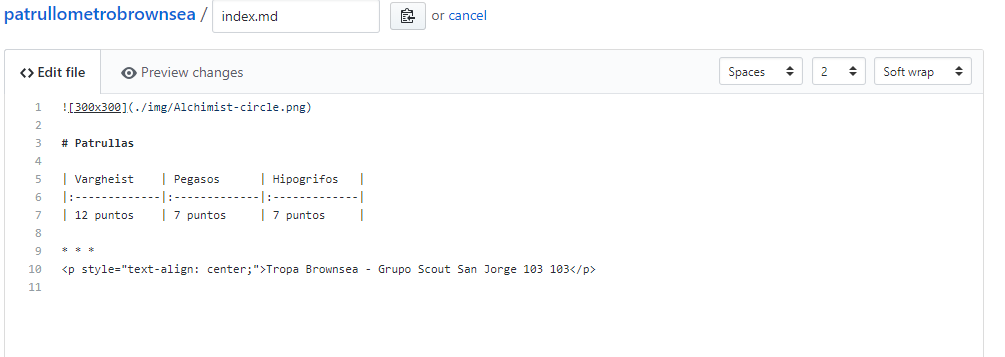 patrullometrobrownsea / index.md or cancel
<> Edit file Preview changes Spaces 2 Soft wrap
1 ![300x300](./img/Alchimist-circle.png)
2
3 # Patrullas
4
5 | Vargheist | Pegasos | Hipogrifos |
6 |:-------------|:-------------|:-------------|
7 | 12 puntos | 7 puntos | 7 puntos |
8
9 * * *
10 <p style="text-align: center;">Tropa Brownsea - Grupo Scout San Jorge 103 103</p>
11